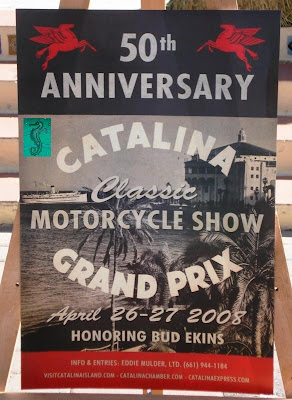 50th
ANNIVERSARY
CATALINA
Classic
MOTORCYCLE SHOW
GRAND PRIX
April 26-27 2008
HONORING BUD EKINS
INFO & ENTRIES: EDDIE MULDER, LTD. (661) 944-1184
VISITCATALINAISLAND.COM · CATALINACHAMBER.COM · CATALINAEXPRESS.COM